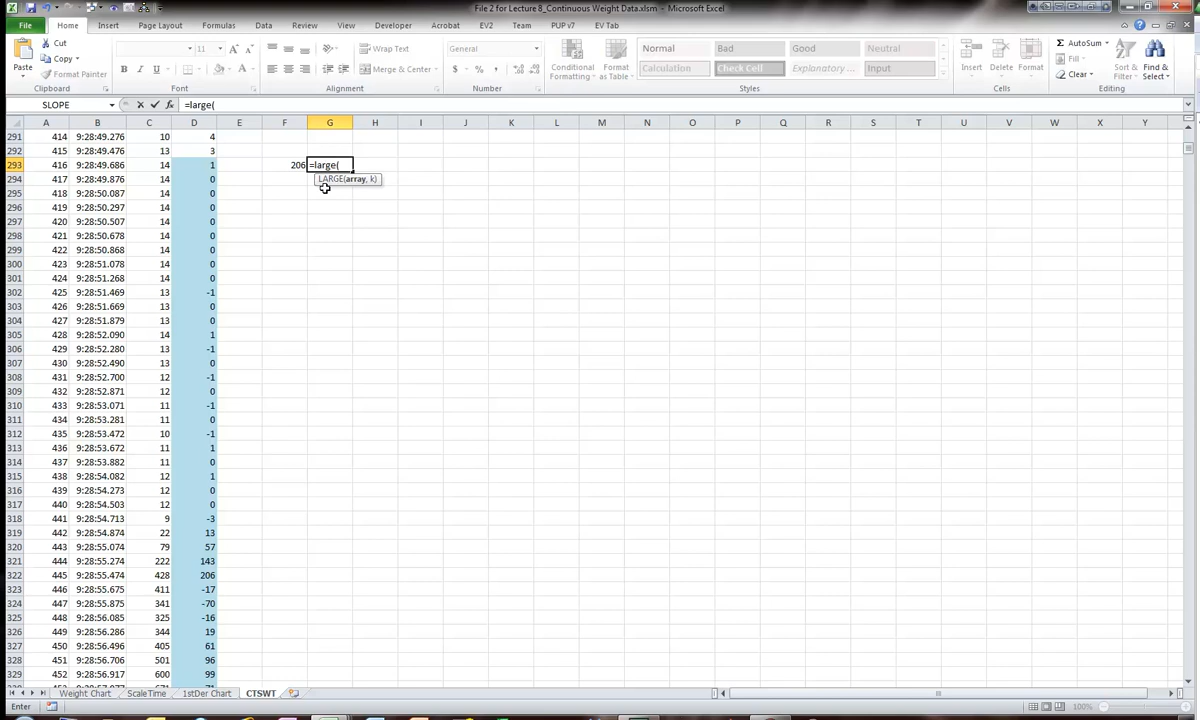 File 2 for Lecture 8_Continuous Weight Data.xlsm - Microsoft Excel
File Home Insert Page Layout Formulas Data Review View Developer Acrobat EV2 Team PUP v7 EV Tab
Paste Cut Copy Format Painter
11 B I U
Wrap Text Merge & Center
General $ % ,
Conditional Formatting Format as Table
Normal Bad Good Neutral
Calculation Check Cell Explanatory ... Input
Insert Delete Format
AutoSum Fill Clear Sort & Filter Find & Select
Clipboard Font Alignment Number Styles Cells Editing
SLOPE fx =large(
A B C D E F G H I J K L M N O P Q R S T U V W X Y
291 414 9:28:49.276 10 4
292 415 9:28:49.476 13 3
293 416 9:28:49.686 14 1 206 =large(
294 417 9:28:49.876 14 0 LARGE(array, k)
295 418 9:28:50.087 14 0
296 419 9:28:50.297 14 0
297 420 9:28:50.507 14 0
298 421 9:28:50.678 14 0
299 422 9:28:50.868 14 0
300 423 9:28:51.078 14 0
301 424 9:28:51.268 14 0
302 425 9:28:51.469 13 -1
303 426 9:28:51.669 13 0
304 427 9:28:51.879 13 0
305 428 9:28:52.090 14 1
306 429 9:28:52.280 13 -1
307 430 9:28:52.490 13 0
308 431 9:28:52.700 12 -1
309 432 9:28:52.871 12 0
310 433 9:28:53.071 11 -1
311 434 9:28:53.281 11 0
312 435 9:28:53.472 10 -1
313 436 9:28:53.672 11 1
314 437 9:28:53.882 11 0
315 438 9:28:54.082 12 1
316 439 9:28:54.273 12 0
317 440 9:28:54.503 12 0
318 441 9:28:54.713 9 -3
319 442 9:28:54.874 22 13
320 443 9:28:55.074 79 57
321 444 9:28:55.274 222 143
322 445 9:28:55.474 428 206
323 446 9:28:55.675 411 -17
324 447 9:28:55.875 341 -70
325 448 9:28:56.085 325 -16
326 449 9:28:56.286 344 19
327 450 9:28:56.496 405 61
328 451 9:28:56.706 501 96
329 452 9:28:56.917 600 99
Weight Chart ScaleTime 1stDer Chart CTSWT
Enter 100%